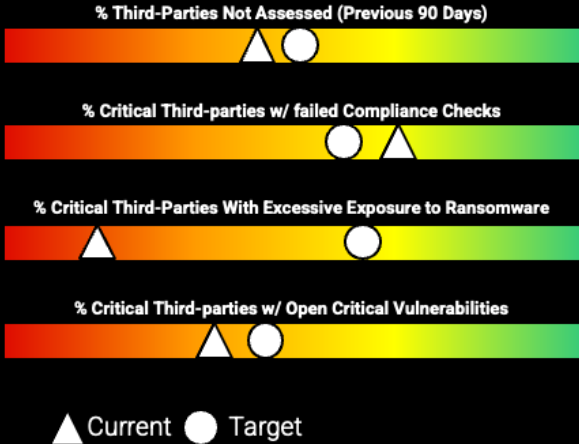 % Third-Parties Not Assessed (Previous 90 Days)
% Critical Third-parties w/ failed Compliance Checks
% Critical Third-Parties With Excessive Exposure to Ransomware
% Critical Third-parties w/ Open Critical Vulnerabilities
Current Target